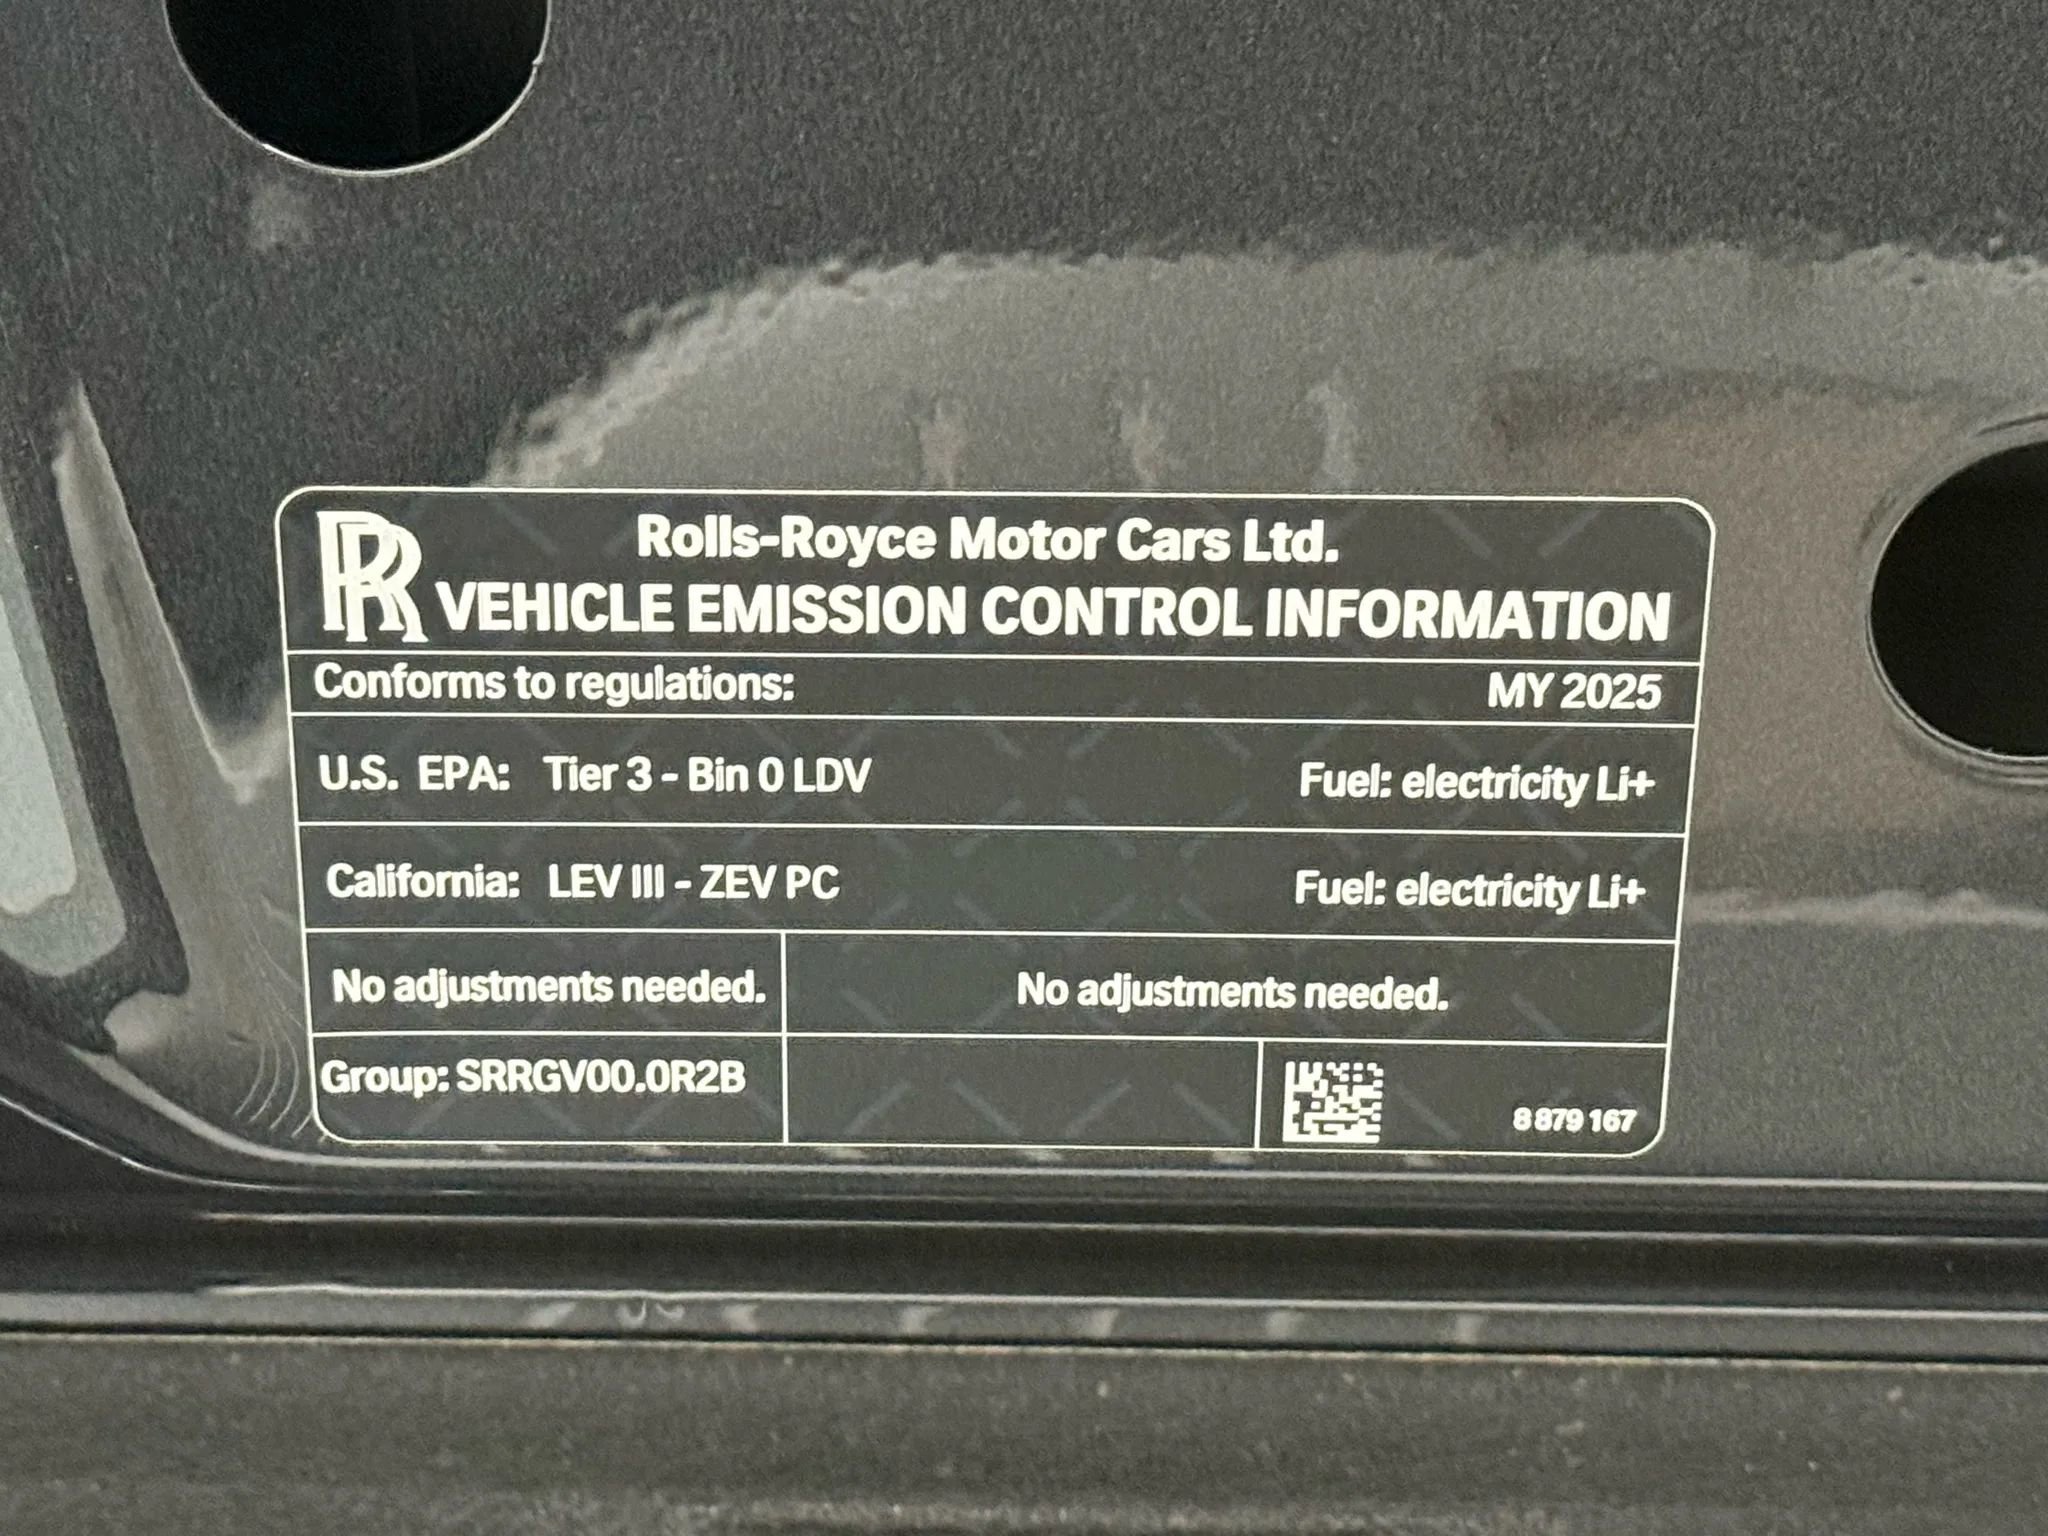 RR
Rolls-Royce Motor Cars Ltd.
VEHICLE EMISSION CONTROL INFORMATION
Conforms to regulations: MY 2025
U.S. EPA: Tier 3 - Bin 0 LDV Fuel: electricity Li+
California: LEV III - ZEV PC Fuel: electricity Li+
No adjustments needed. No adjustments needed.
Group: SRRGV00.0R2B
8 879 167